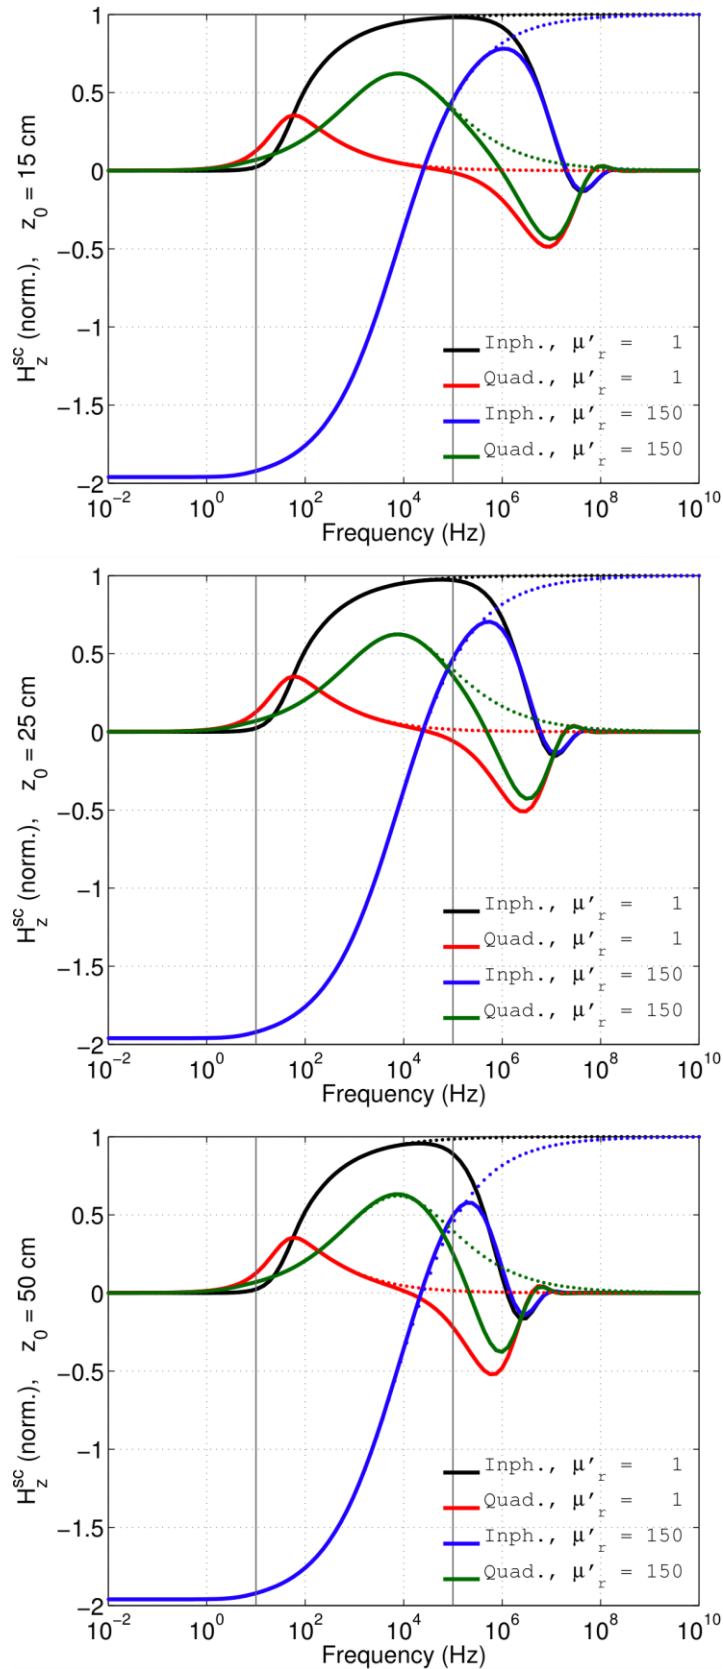 1
0.5
0
−0.5
−1
−1.5
−2
H_z^sc (norm.), z_0 = 15 cm
Inph., μ′_r = 1
Quad., μ′_r = 1
Inph., μ′_r = 150
Quad., μ′_r = 150
10^−2 10^0 10^2 10^4 10^6 10^8 10^10
Frequency (Hz)
1
0.5
0
−0.5
−1
−1.5
−2
H_z^sc (norm.), z_0 = 25 cm
Inph., μ′_r = 1
Quad., μ′_r = 1
Inph., μ′_r = 150
Quad., μ′_r = 150
10^−2 10^0 10^2 10^4 10^6 10^8 10^10
Frequency (Hz)
1
0.5
0
−0.5
−1
−1.5
−2
H_z^sc (norm.), z_0 = 50 cm
Inph., μ′_r = 1
Quad., μ′_r = 1
Inph., μ′_r = 150
Quad., μ′_r = 150
10^−2 10^0 10^2 10^4 10^6 10^8 10^10
Frequency (Hz)